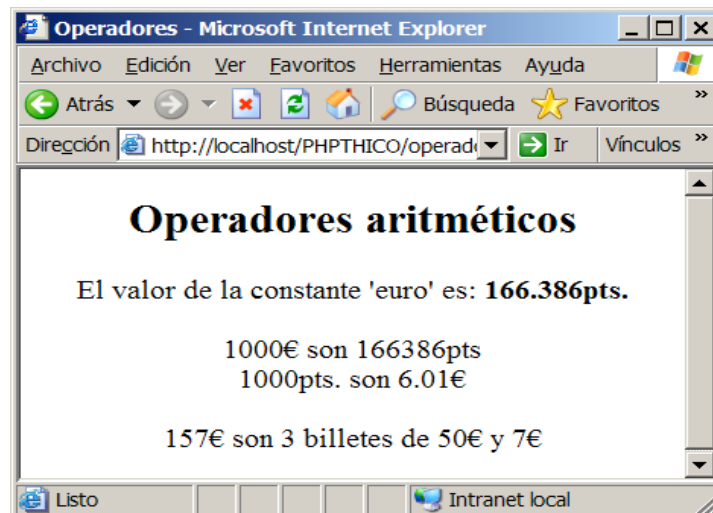 Operadores - Microsoft Internet Explorer
Archivo Edición Ver Favoritos Herramientas Ayuda
Atrás Búsqueda Favoritos »
Dirección http://localhost/PHPTHICO/operad Ir Vínculos »
Operadores aritméticos
El valor de la constante 'euro' es: 166.386pts.
1000€ son 166386pts
1000pts. son 6.01€
157€ son 3 billetes de 50€ y 7€
Listo Intranet local